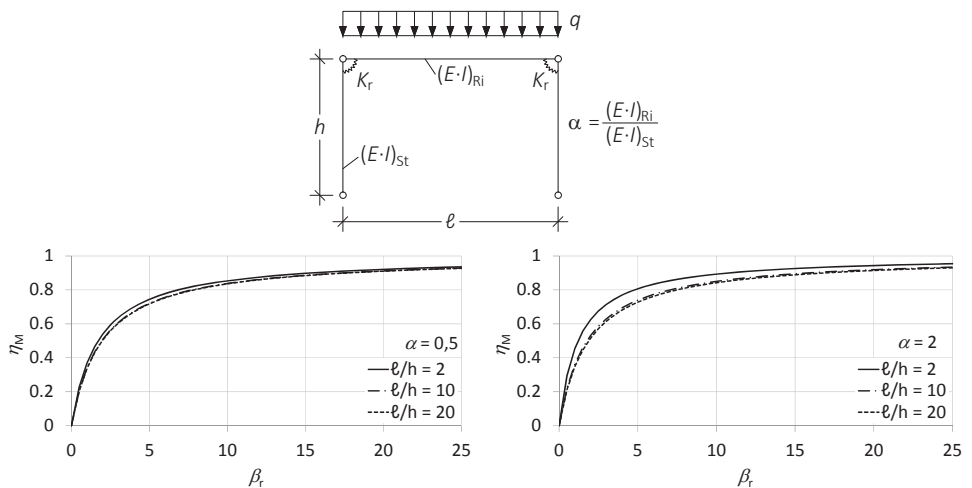 q
K_r
(E·I)_Ri
K_r
h
(E·I)_St
α = (E·I)_Ri / (E·I)_St
ℓ
1
0.8
0.6
0.4
0.2
0
η_M
α = 0,5
ℓ/h = 2
ℓ/h = 10
ℓ/h = 20
0 5 10 15 20 25
β_r
1
0.8
0.6
0.4
0.2
0
η_M
α = 2
ℓ/h = 2
ℓ/h = 10
ℓ/h = 20
0 5 10 15 20 25
β_r